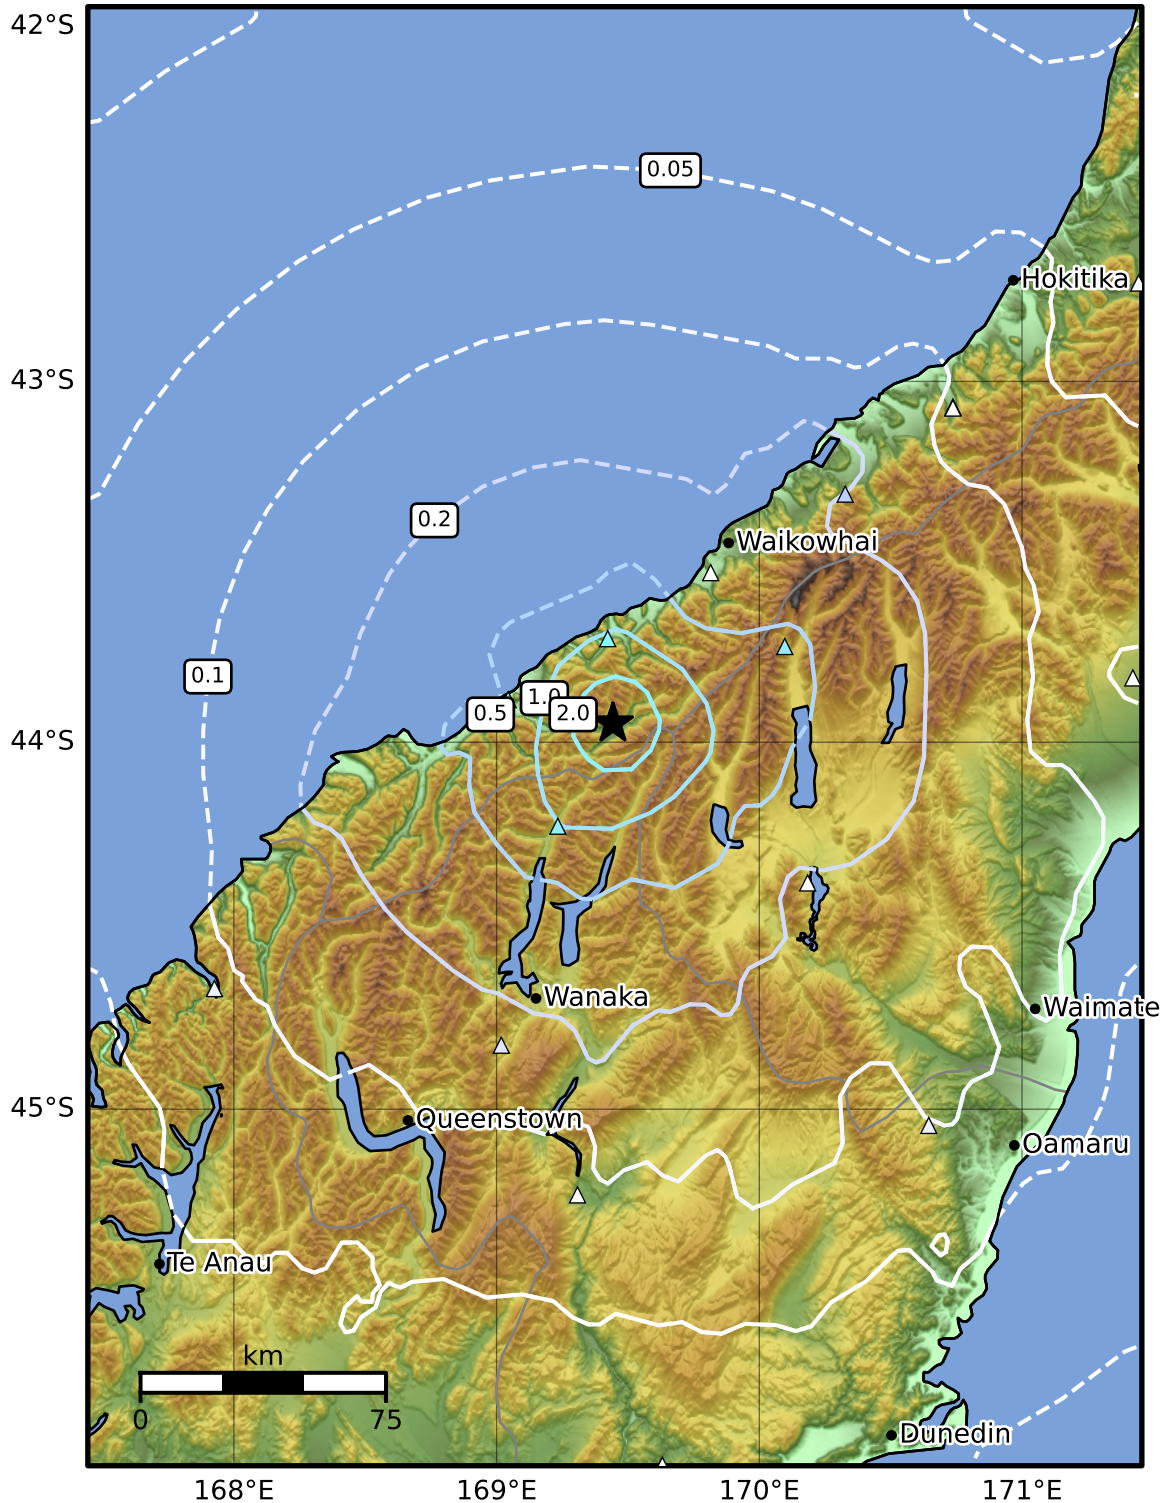 42°S
0.05
Hokitika
43°S
0.2
Waikowhai
0.1
1.0
0.5
2.0
44°S
Wanaka
Waimate
45°S
Queenstown
Oamaru
Te Anau
km
0
75
Dunedin
168°E
169°E
170°E
171°E